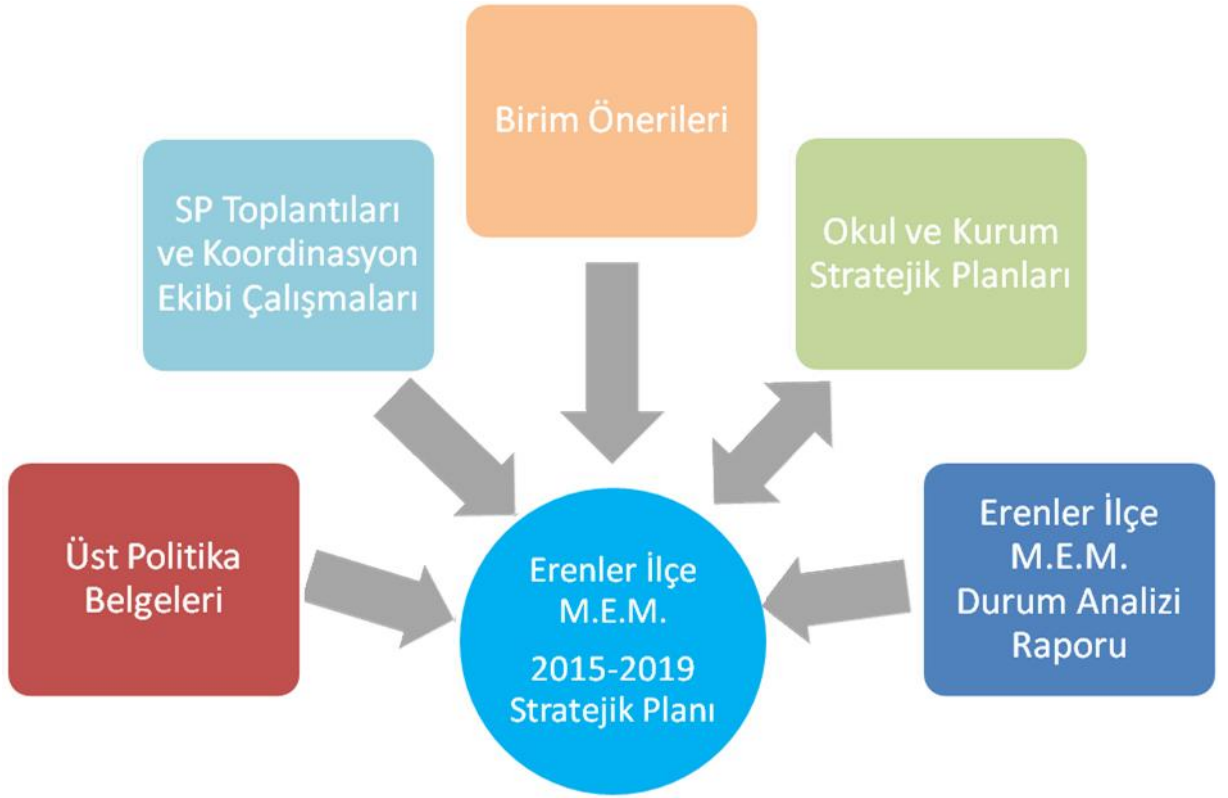 Birim Önerileri
SP Toplantıları
ve Koordinasyon
Ekibi Çalışmaları
Okul ve Kurum
Stratejik Planları
Üst Politika
Belgeleri
Erenler İlçe
M.E.M.
Durum Analizi
Raporu
Erenler İlçe
M.E.M.
2015-2019
Stratejik Planı